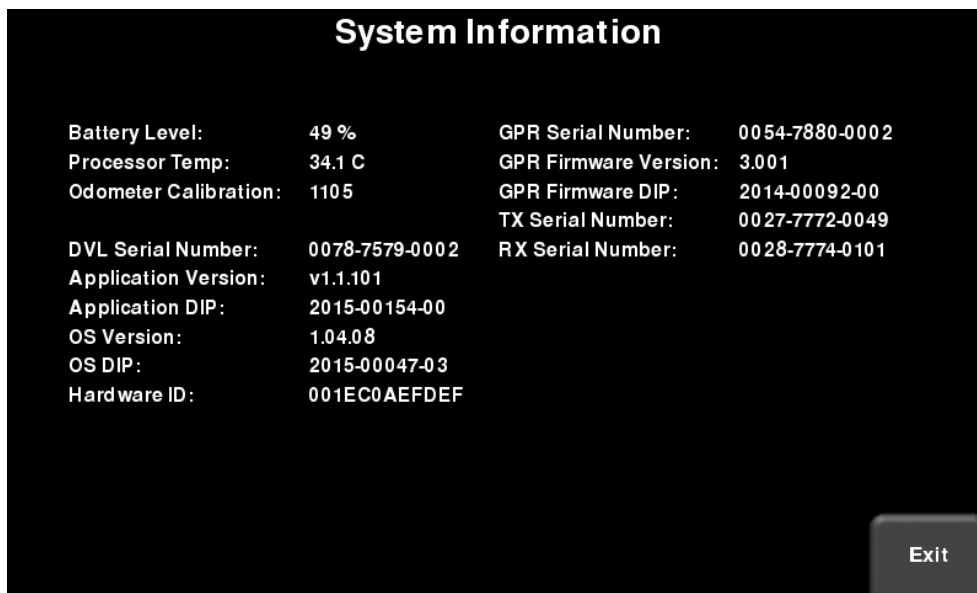 System Information
Battery Level: 49 %
Processor Temp: 34.1 C
Odometer Calibration: 1105
DVL Serial Number: 0078-7579-0002
Application Version: v1.1.101
Application DIP: 2015-00154-00
OS Version: 1.04.08
OS DIP: 2015-00047-03
Hardware ID: 001EC0AEFDEF
GPR Serial Number: 0054-7880-0002
GPR Firmware Version: 3.001
GPR Firmware DIP: 2014-00092-00
TX Serial Number: 0027-7772-0049
RX Serial Number: 0028-7774-0101
Exit